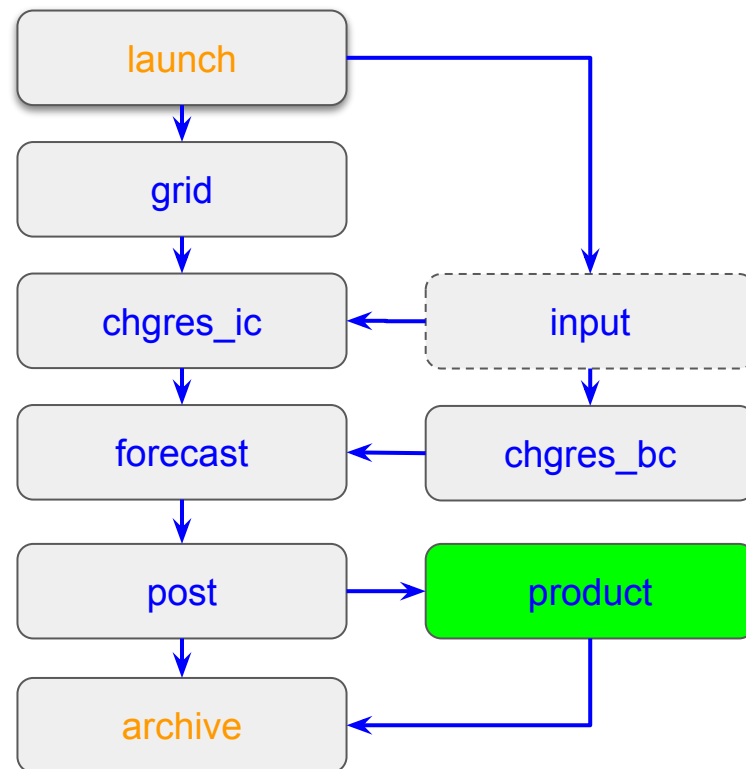 launch
grid
chgres_ic
input
forecast
chgres_bc
post
product
archive